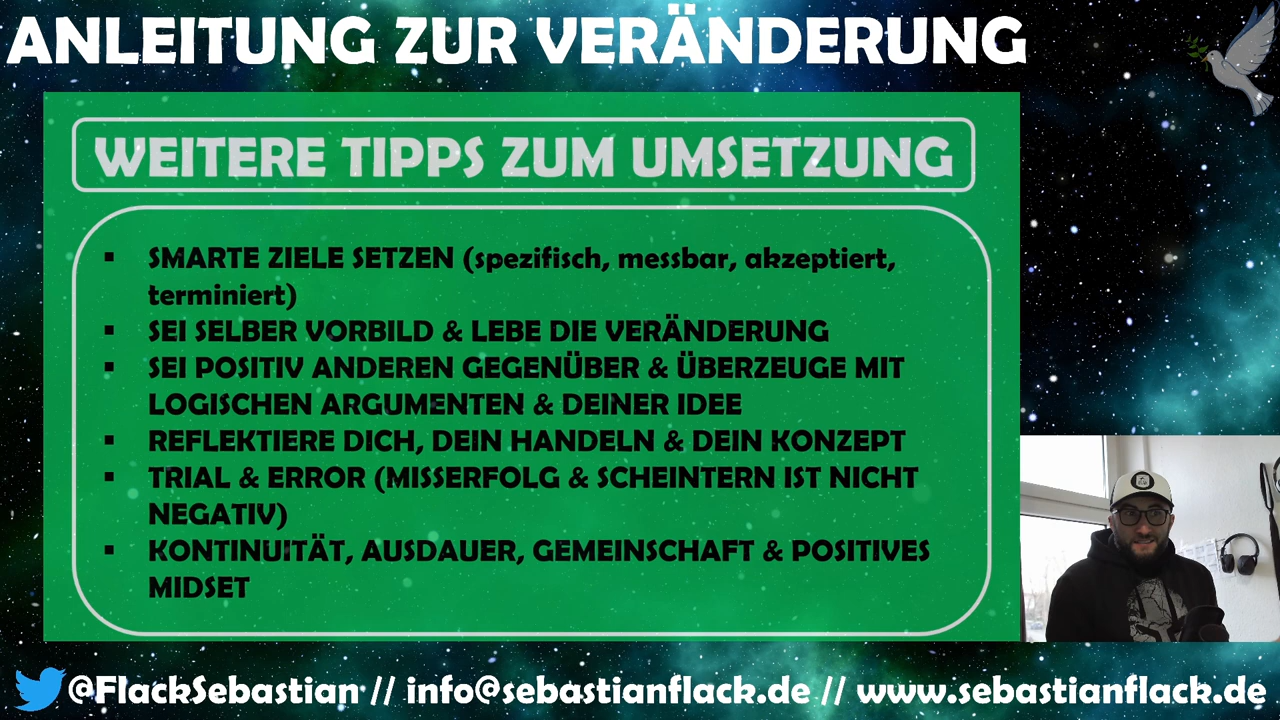 ANLEITUNG ZUR VERÄNDERUNG
WEITERE TIPPS ZUM UMSETZUNG
▪ SMARTE ZIELE SETZEN (spezifisch, messbar, akzeptiert,
terminiert)
▪ SEI SELBER VORBILD & LEBE DIE VERÄNDERUNG
▪ SEI POSITIV ANDEREN GEGENÜBER & ÜBERZEUGE MIT
LOGISCHEN ARGUMENTEN & DEINER IDEE
▪ REFLEKTIERE DICH, DEIN HANDELN & DEIN KONZEPT
▪ TRIAL & ERROR (MISSERFOLG & SCHEINTERN IST NICHT
NEGATIV)
▪ KONTINUITÄT, AUSDAUER, GEMEINSCHAFT & POSITIVES
MIDSET
@FlackSebastian // info@sebastianflack.de // www.sebastianflack.de